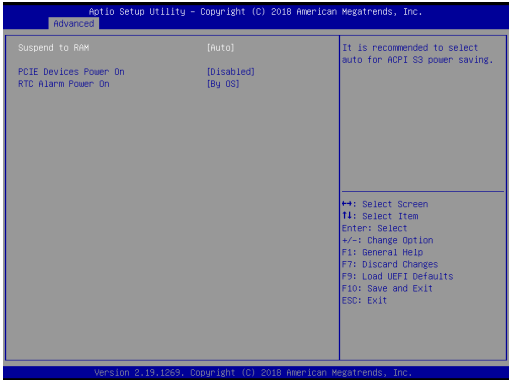 Aptio Setup Utility – Copyright (C) 2018 American Megatrends, Inc.
Advanced
Suspend to RAM [Auto]
PCIE Devices Power On [Disabled]
RTC Alarm Power On [By OS]
It is recommended to select
auto for ACPI S3 power saving.
↔: Select Screen
↑↓: Select Item
Enter: Select
+/-: Change Option
F1: General Help
F7: Discard Changes
F9: Load UEFI Defaults
F10: Save and Exit
ESC: Exit
Version 2.19.1269. Copyright (C) 2018 American Megatrends, Inc.